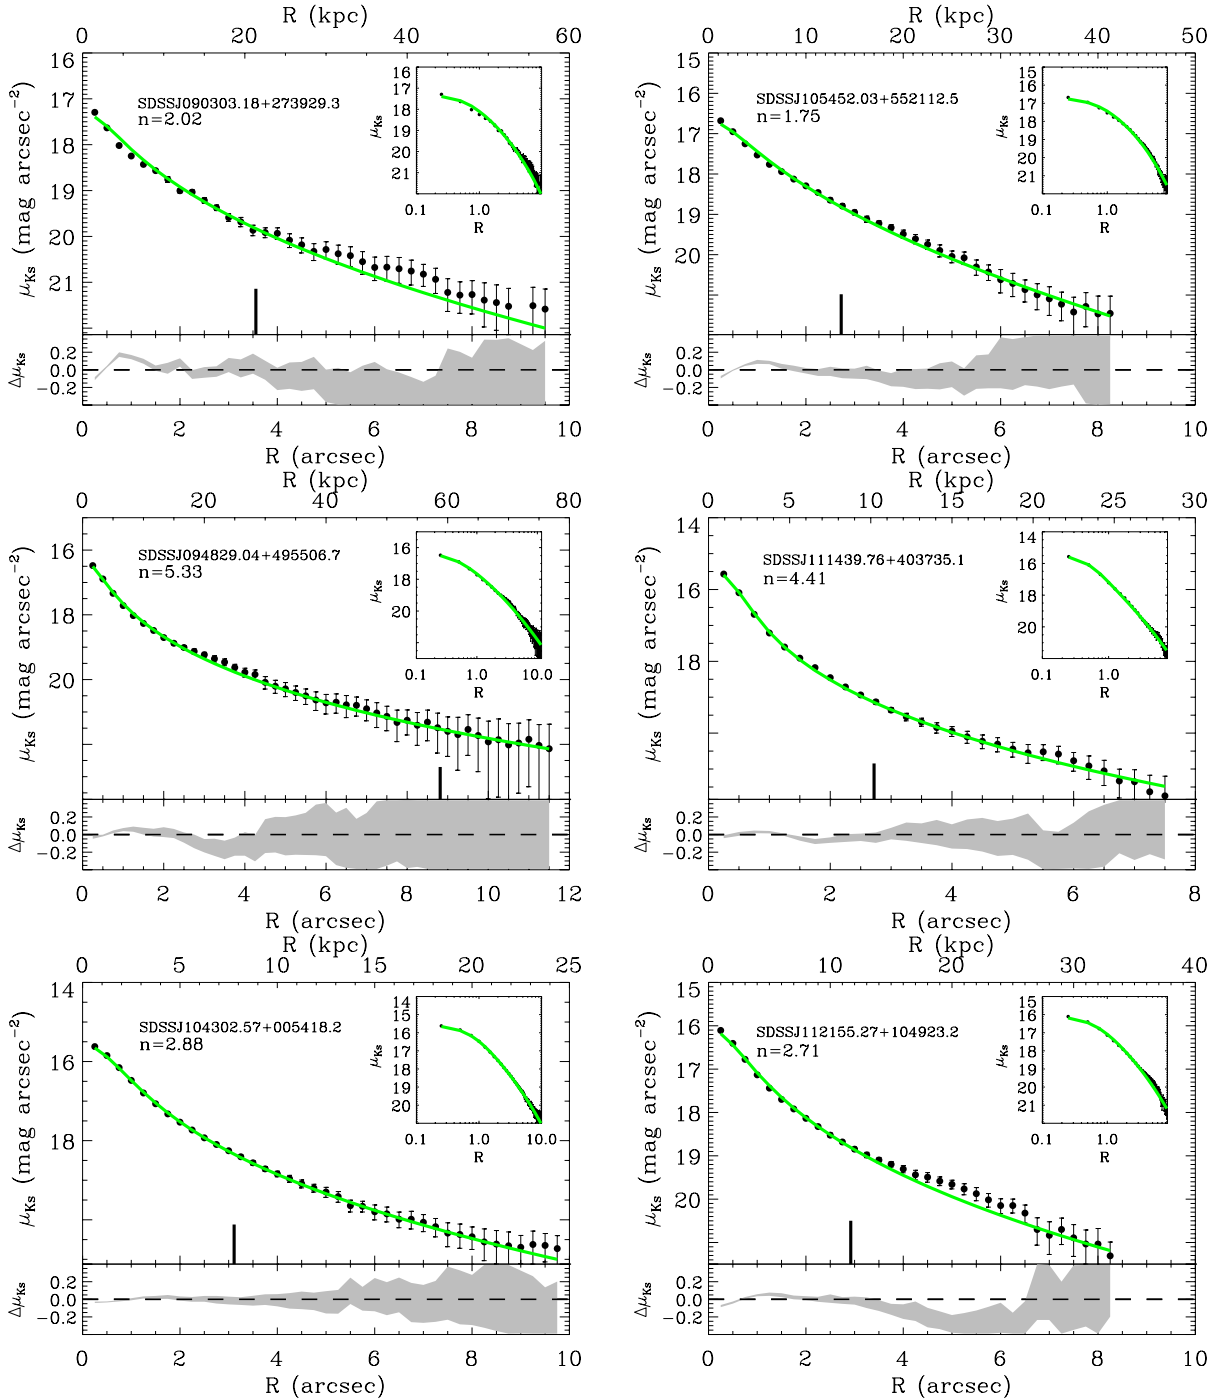 R (kpc)
0 20 40 60
16
17
18
19
20
21
μKs (mag arcsec−2)
SDSSJ090303.18+273929.3
n=2.02
16
17
18
19
20
21
μKs
0.1 1.0
R
0.2
0.0
−0.2
ΔμKs
0 2 4 6 8 10
R (arcsec)
R (kpc)
0 10 20 30 40 50
15
16
17
18
19
20
μKs (mag arcsec−2)
SDSSJ105452.03+552112.5
n=1.75
15
16
17
18
19
20
21
μKs
0.1 1.0
R
0.2
0.0
−0.2
ΔμKs
0 2 4 6 8 10
R (arcsec)
R (kpc)
0 20 40 60 80
16
18
20
μKs (mag arcsec−2)
SDSSJ094829.04+495506.7
n=5.33
16
18
20
μKs
0.1 1.0 10.0
R
0.2
0.0
−0.2
ΔμKs
0 2 4 6 8 10 12
R (arcsec)
R (kpc)
0 5 10 15 20 25 30
14
16
18
μKs (mag arcsec−2)
SDSSJ111439.76+403735.1
n=4.41
14
16
18
20
μKs
0.1 1.0
R
0.2
0.0
−0.2
ΔμKs
0 2 4 6 8
R (arcsec)
R (kpc)
0 5 10 15 20 25
14
16
18
μKs (mag arcsec−2)
SDSSJ104302.57+005418.2
n=2.88
14
15
16
17
18
19
20
μKs
0.1 1.0 10.0
R
0.2
0.0
−0.2
ΔμKs
0 2 4 6 8 10
R (arcsec)
R (kpc)
0 10 20 30 40
15
16
17
18
19
20
μKs (mag arcsec−2)
SDSSJ112155.27+104923.2
n=2.71
15
16
17
18
19
20
21
μKs
0.1 1.0
R
0.2
0.0
−0.2
ΔμKs
0 2 4 6 8 10
R (arcsec)